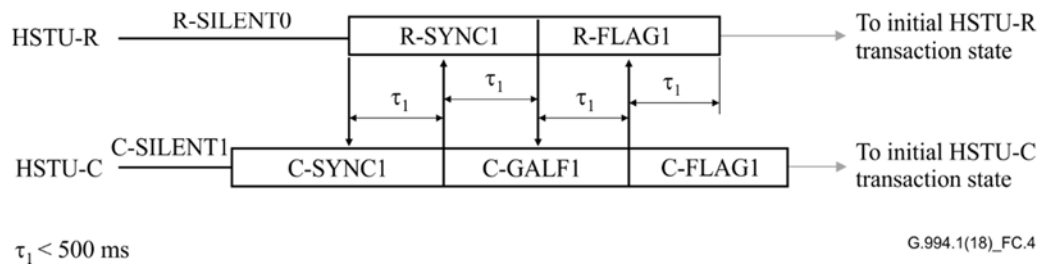 R-SILENT0
HSTU-R
R-SYNC1
R-FLAG1
To initial HSTU-R
transaction state
τ1
τ1
τ1
τ1
C-SILENT1
HSTU-C
C-SYNC1
C-GALF1
C-FLAG1
To initial HSTU-C
transaction state
τ1 < 500 ms
G.994.1(18)_FC.4